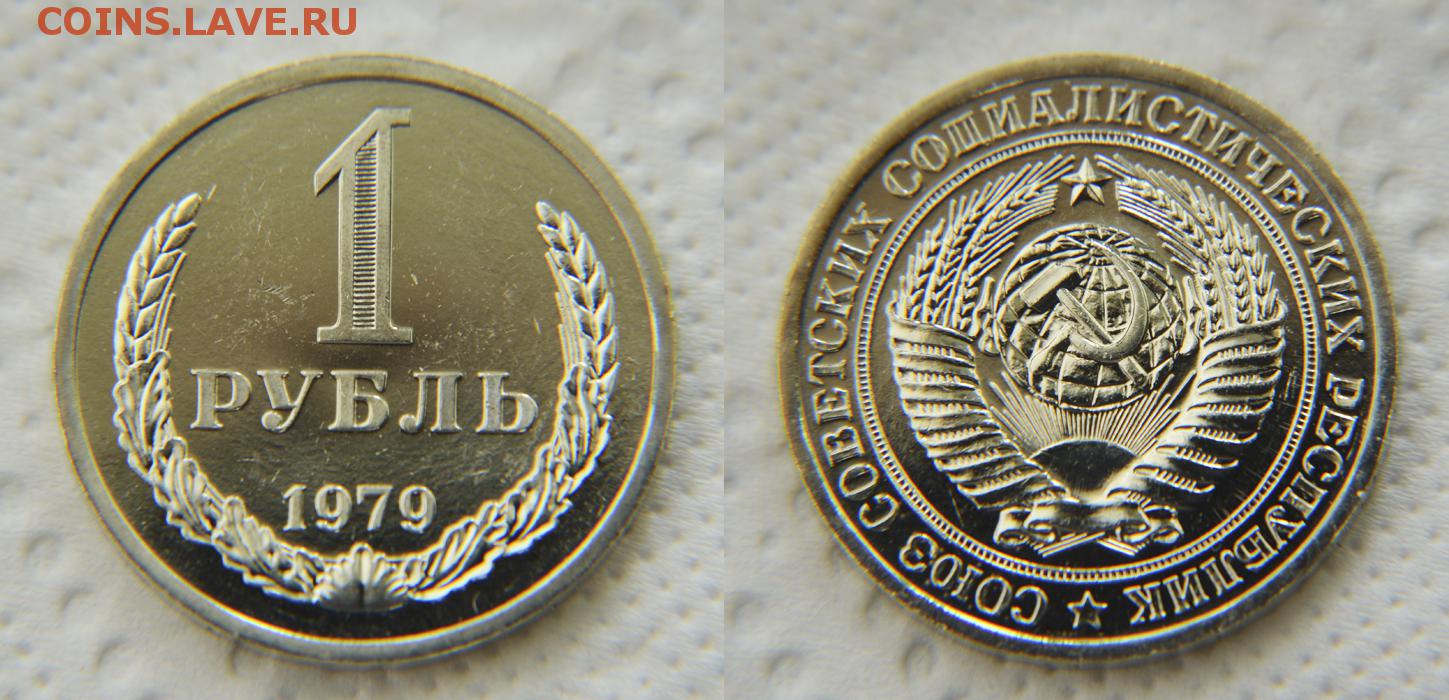 COINS.LAVE.RU
1
РУБЛЬ
1979
СОЮЗ СОВЕТСКИХ СОЦИАЛИСТИЧЕСКИХ РЕСПУБЛИК